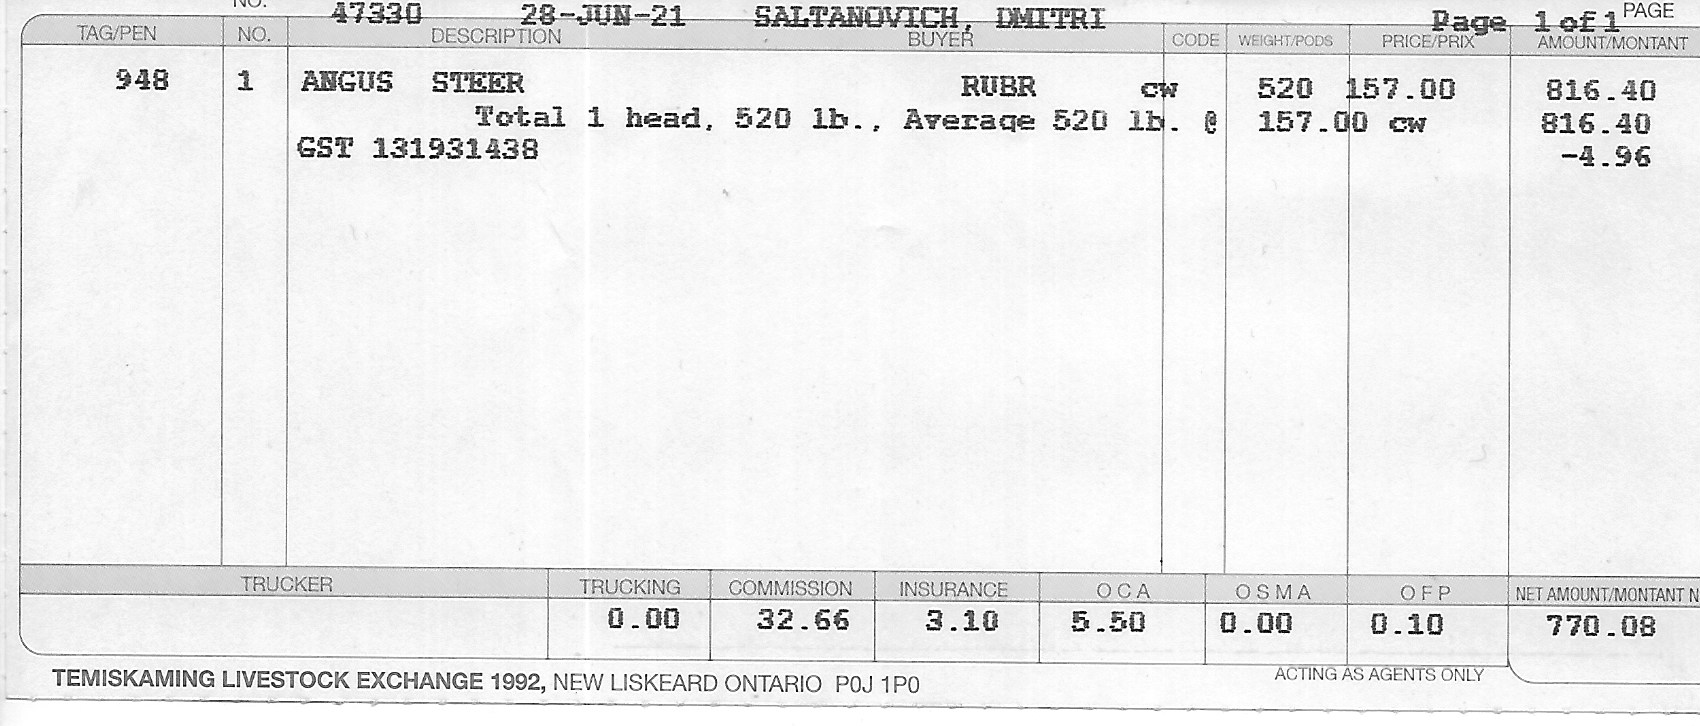 NO. 47330 28-JUN-21 SALTANOVICH, DMITRI Page 1 of 1 PAGE
TAG/PEN NO. DESCRIPTION BUYER CODE WEIGHT/PODS PRICE/PRIX AMOUNT/MONTANT
948 1 ANGUS STEER RUBR cw 520 157.00 816.40
Total 1 head, 520 lb., Average 520 lb. @ 157.00 cw 816.40
GST 131931438 -4.96
TRUCKER TRUCKING COMMISSION INSURANCE OCA OSMA OFP NET AMOUNT/MONTANT N
0.00 32.66 3.10 5.50 0.00 0.10 770.08
TEMISKAMING LIVESTOCK EXCHANGE 1992, NEW LISKEARD ONTARIO P0J 1P0 ACTING AS AGENTS ONLY